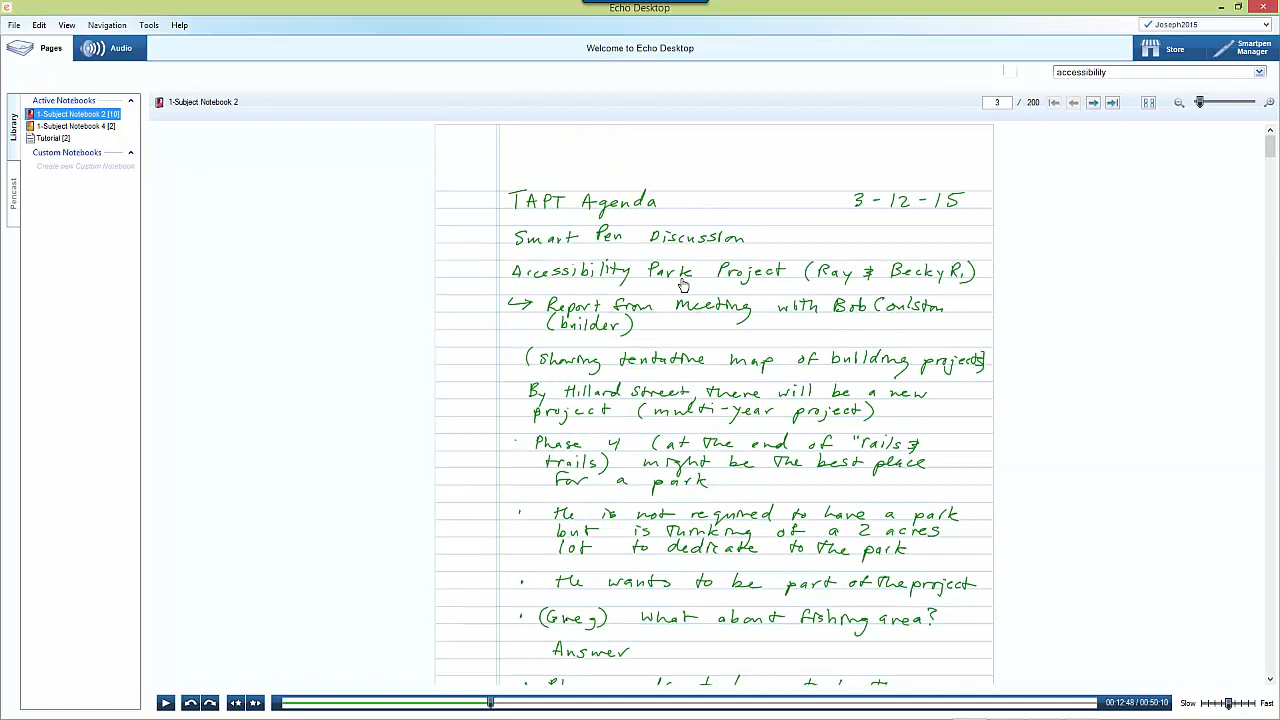 Echo Desktop
File Edit View Navigation Tools Help
Joseph2015
Pages Audio Welcome to Echo Desktop Store Smartpen Manager
accessibility
Library
Pencast
Active Notebooks
1-Subject Notebook 2 [10]
1-Subject Notebook 4 [2]
Tutorial [2]
Custom Notebooks
Create new Custom Notebook
1-Subject Notebook 2 3 / 200
TAPT Agenda 3-12-15
Smart Pen Discussion
Accessibility Park Project (Ray & Becky R.)
↳ Report from meeting with Bob Coulston
(builder)
(showing tentative map of building projects)
By Hillard Street, there will be a new
project (multi-year project)
· Phase 4 (at the end of "rails &
trails) might be the best place
for a park
· He is not required to have a park
but is thinking of a 2 acres
lot to dedicate to the park
· He wants to be part of the project
· (Greg) what about fishing area?
Answer
00:12:48 / 00:50:10 Slow Fast